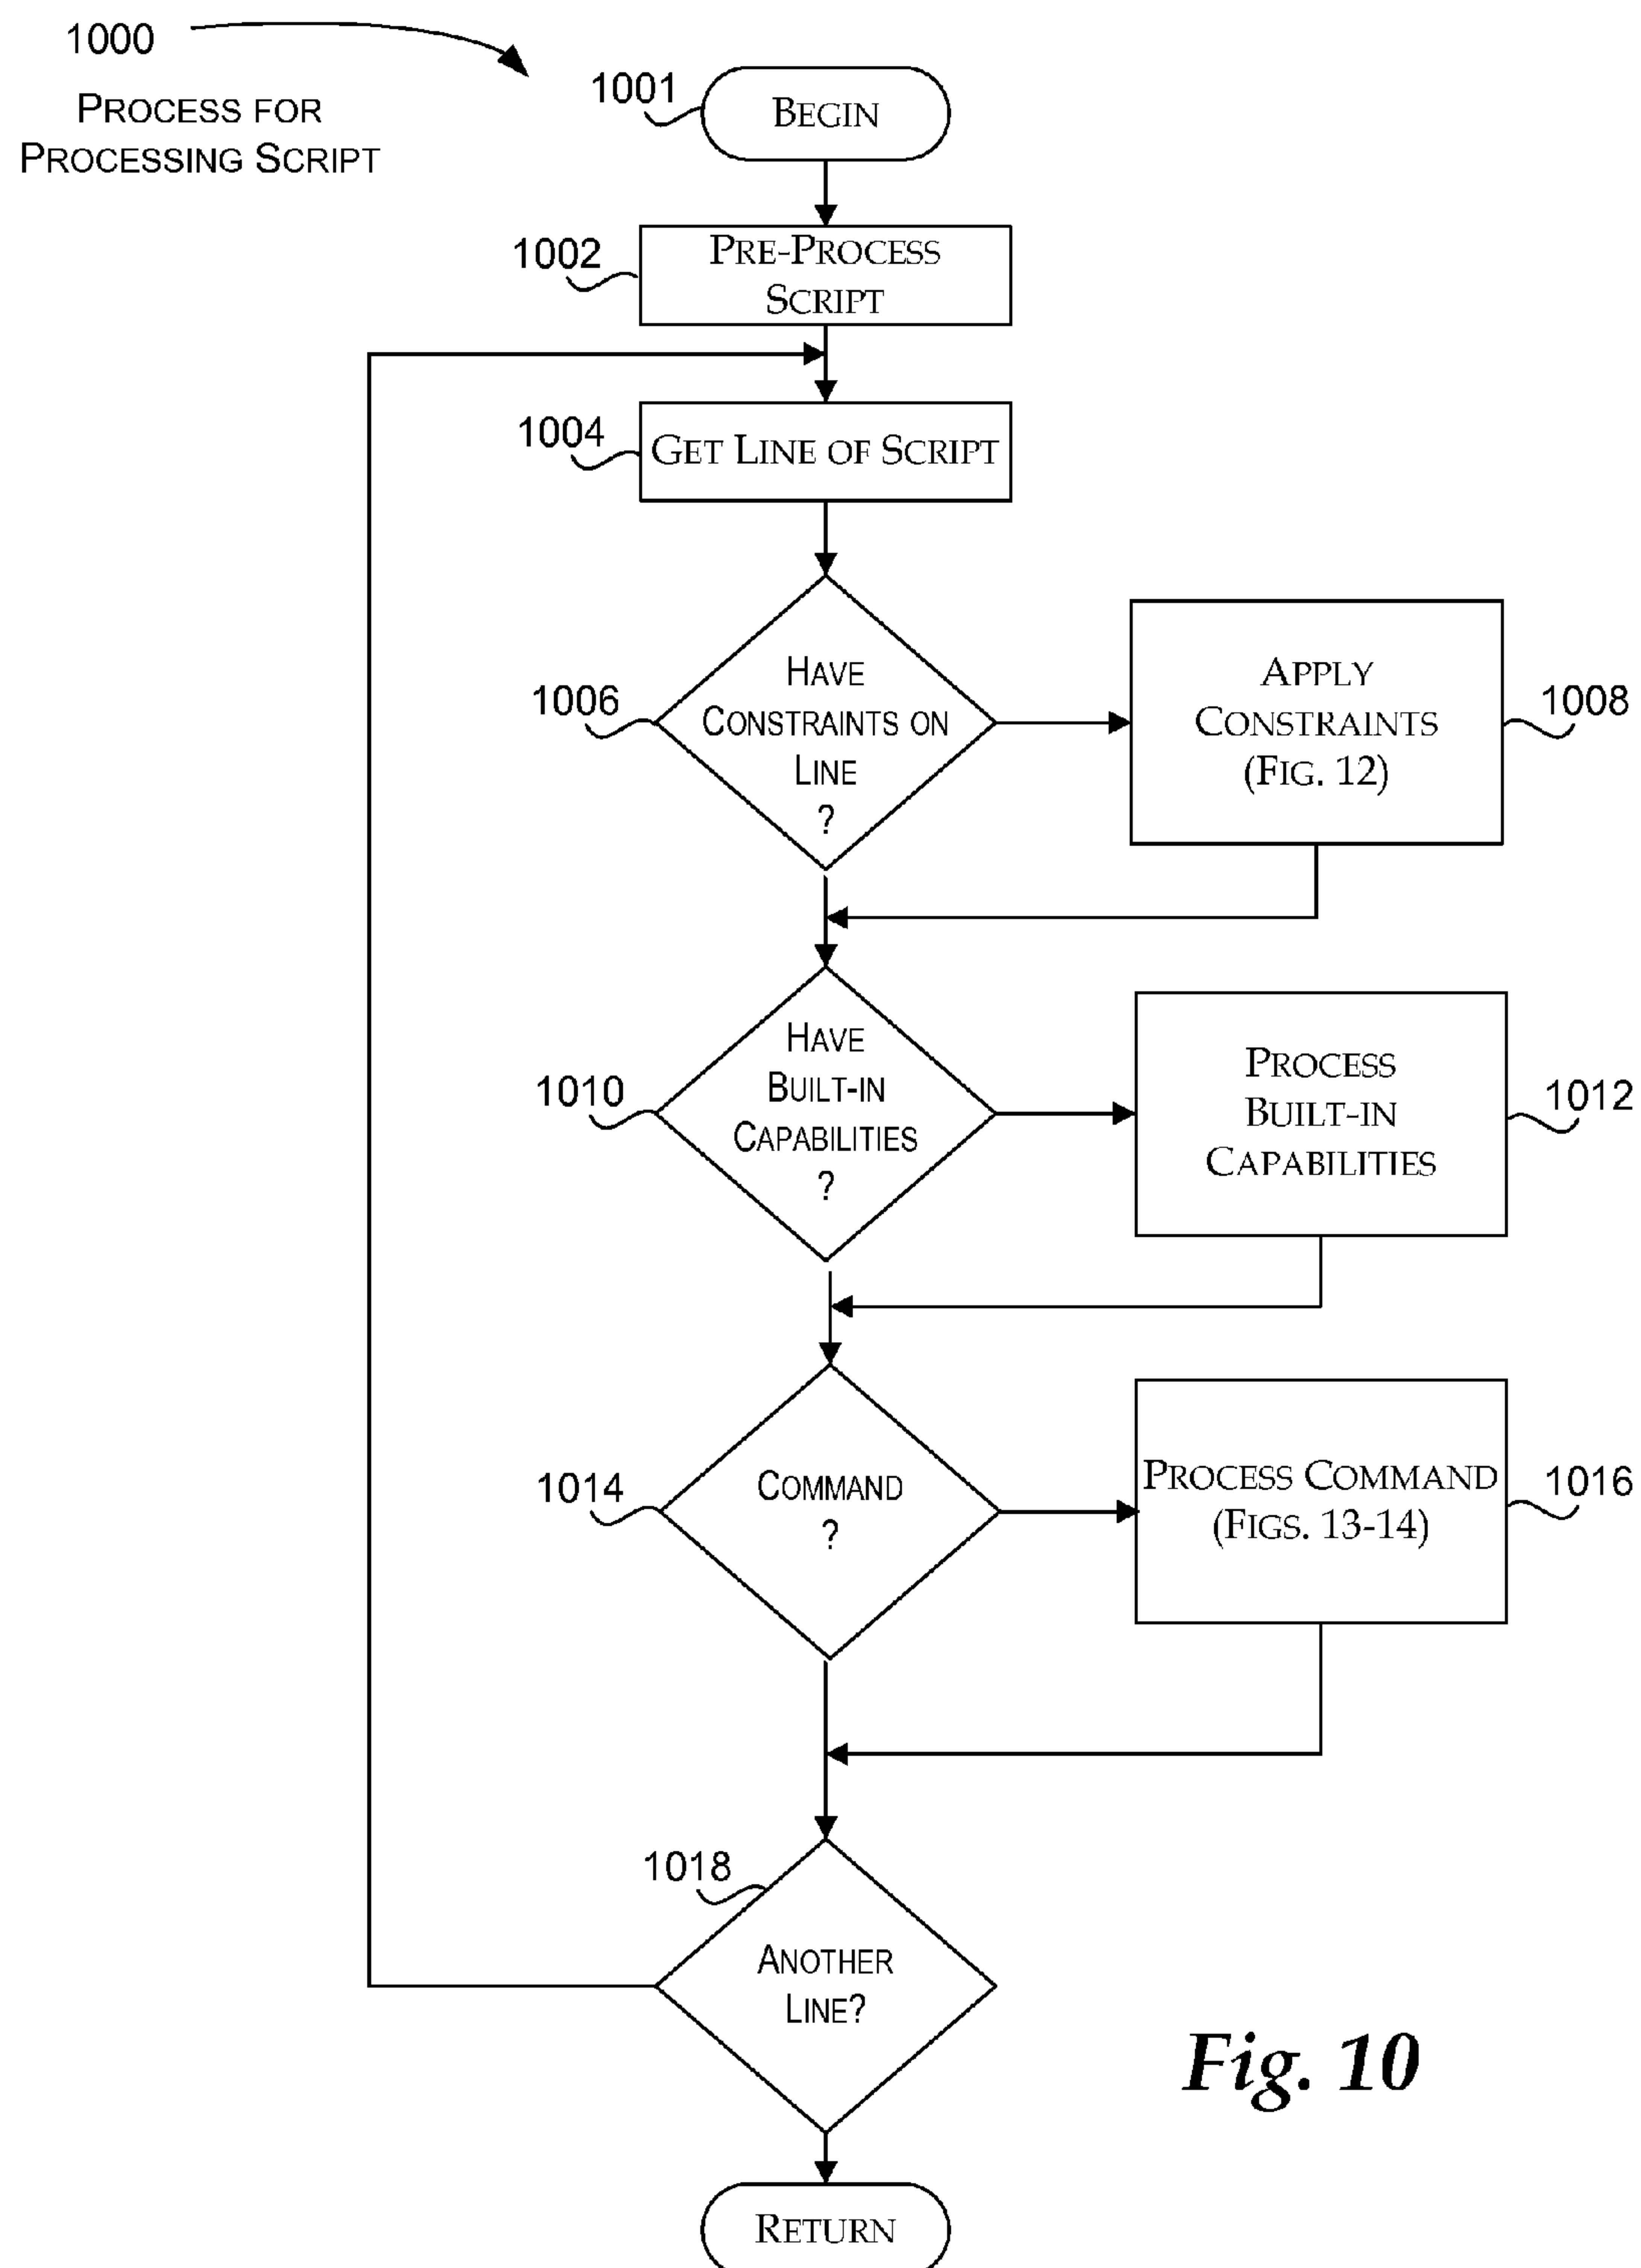 1000
PROCESS FOR
PROCESSING SCRIPT
1001
BEGIN
1002
PRE-PROCESS
SCRIPT
1004
GET LINE OF SCRIPT
1006
HAVE
CONSTRAINTS ON
LINE
?
APPLY
CONSTRAINTS
(FIG. 12)
1008
1010
HAVE
BUILT-IN
CAPABILITIES
?
PROCESS
BUILT-IN
CAPABILITIES
1012
1014
COMMAND
?
PROCESS COMMAND
(FIGS. 13-14)
1016
1018
ANOTHER
LINE?
RETURN
Fig. 10